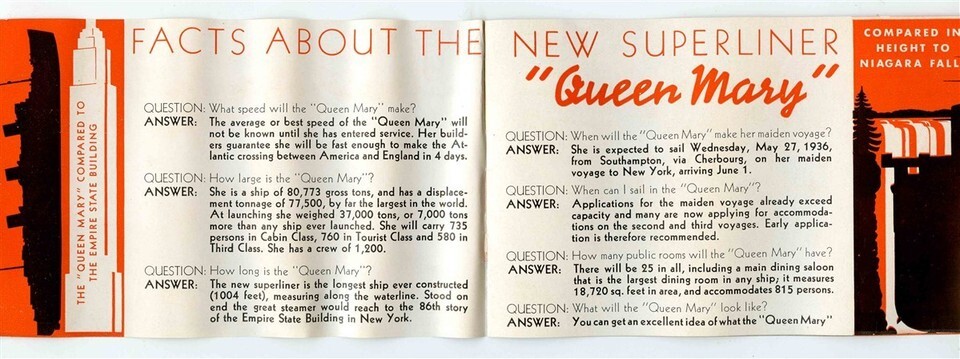 THE "QUEEN MARY" COMPARED TO
THE EMPIRE STATE BUILDING
FACTS ABOUT THE NEW SUPERLINER
"Queen Mary"
QUESTION: What speed will the "Queen Mary" make?
ANSWER: The average or best speed of the "Queen Mary" will
not be known until she has entered service. Her build-
ers guarantee she will be fast enough to make the At-
lantic crossing between America and England in 4 days.
QUESTION: How large is the "Queen Mary"?
ANSWER: She is a ship of 80,773 gross tons, and has a displace-
ment tonnage of 77,500, by far the largest in the world.
At launching she weighed 37,000 tons, or 7,000 tons
more than any ship ever launched. She will carry 735
persons in Cabin Class, 760 in Tourist Class and 580 in
Third Class. She has a crew of 1,200.
QUESTION: How long is the "Queen Mary"?
ANSWER: The new superliner is the longest ship ever constructed
(1004 feet), measuring along the waterline. Stood on
end the great steamer would reach to the 86th story
of the Empire State Building in New York.
QUESTION: When will the "Queen Mary" make her maiden voyage?
ANSWER: She is expected to sail Wednesday, May 27, 1936,
from Southampton, via Cherbourg, on her maiden
voyage to New York, arriving June 1.
QUESTION: When can I sail in the "Queen Mary"?
ANSWER: Applications for the maiden voyage already exceed
capacity and many are now applying for accommoda-
tions on the second and third voyages. Early applica-
tion is therefore recommended.
QUESTION: How many public rooms will the "Queen Mary" have?
ANSWER: There will be 25 in all, including a main dining saloon
that is the largest dining room in any ship; it measures
18,720 sq. feet in area, and accommodates 815 persons.
QUESTION: What will the "Queen Mary" look like?
ANSWER: You can get an excellent idea of what the "Queen Mary"
COMPARED IN
HEIGHT TO
NIAGARA FALL